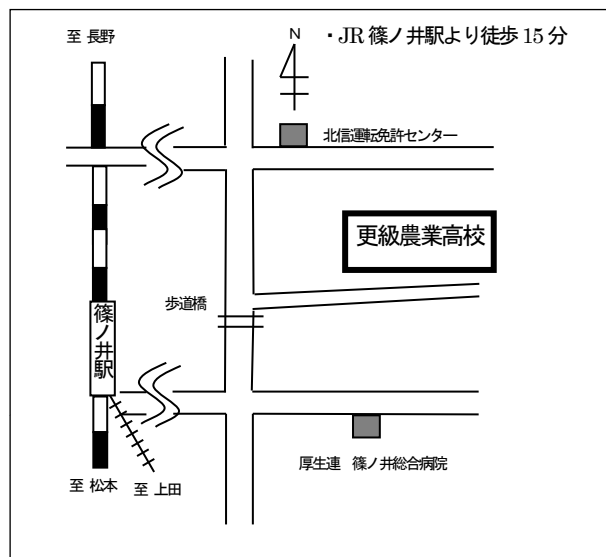 至 長野
N
・JR 篠ノ井駅より徒歩 15 分
北信運転免許センター
更級農業高校
歩道橋
篠ノ井駅
厚生連 篠ノ井総合病院
至 松本
至 上田